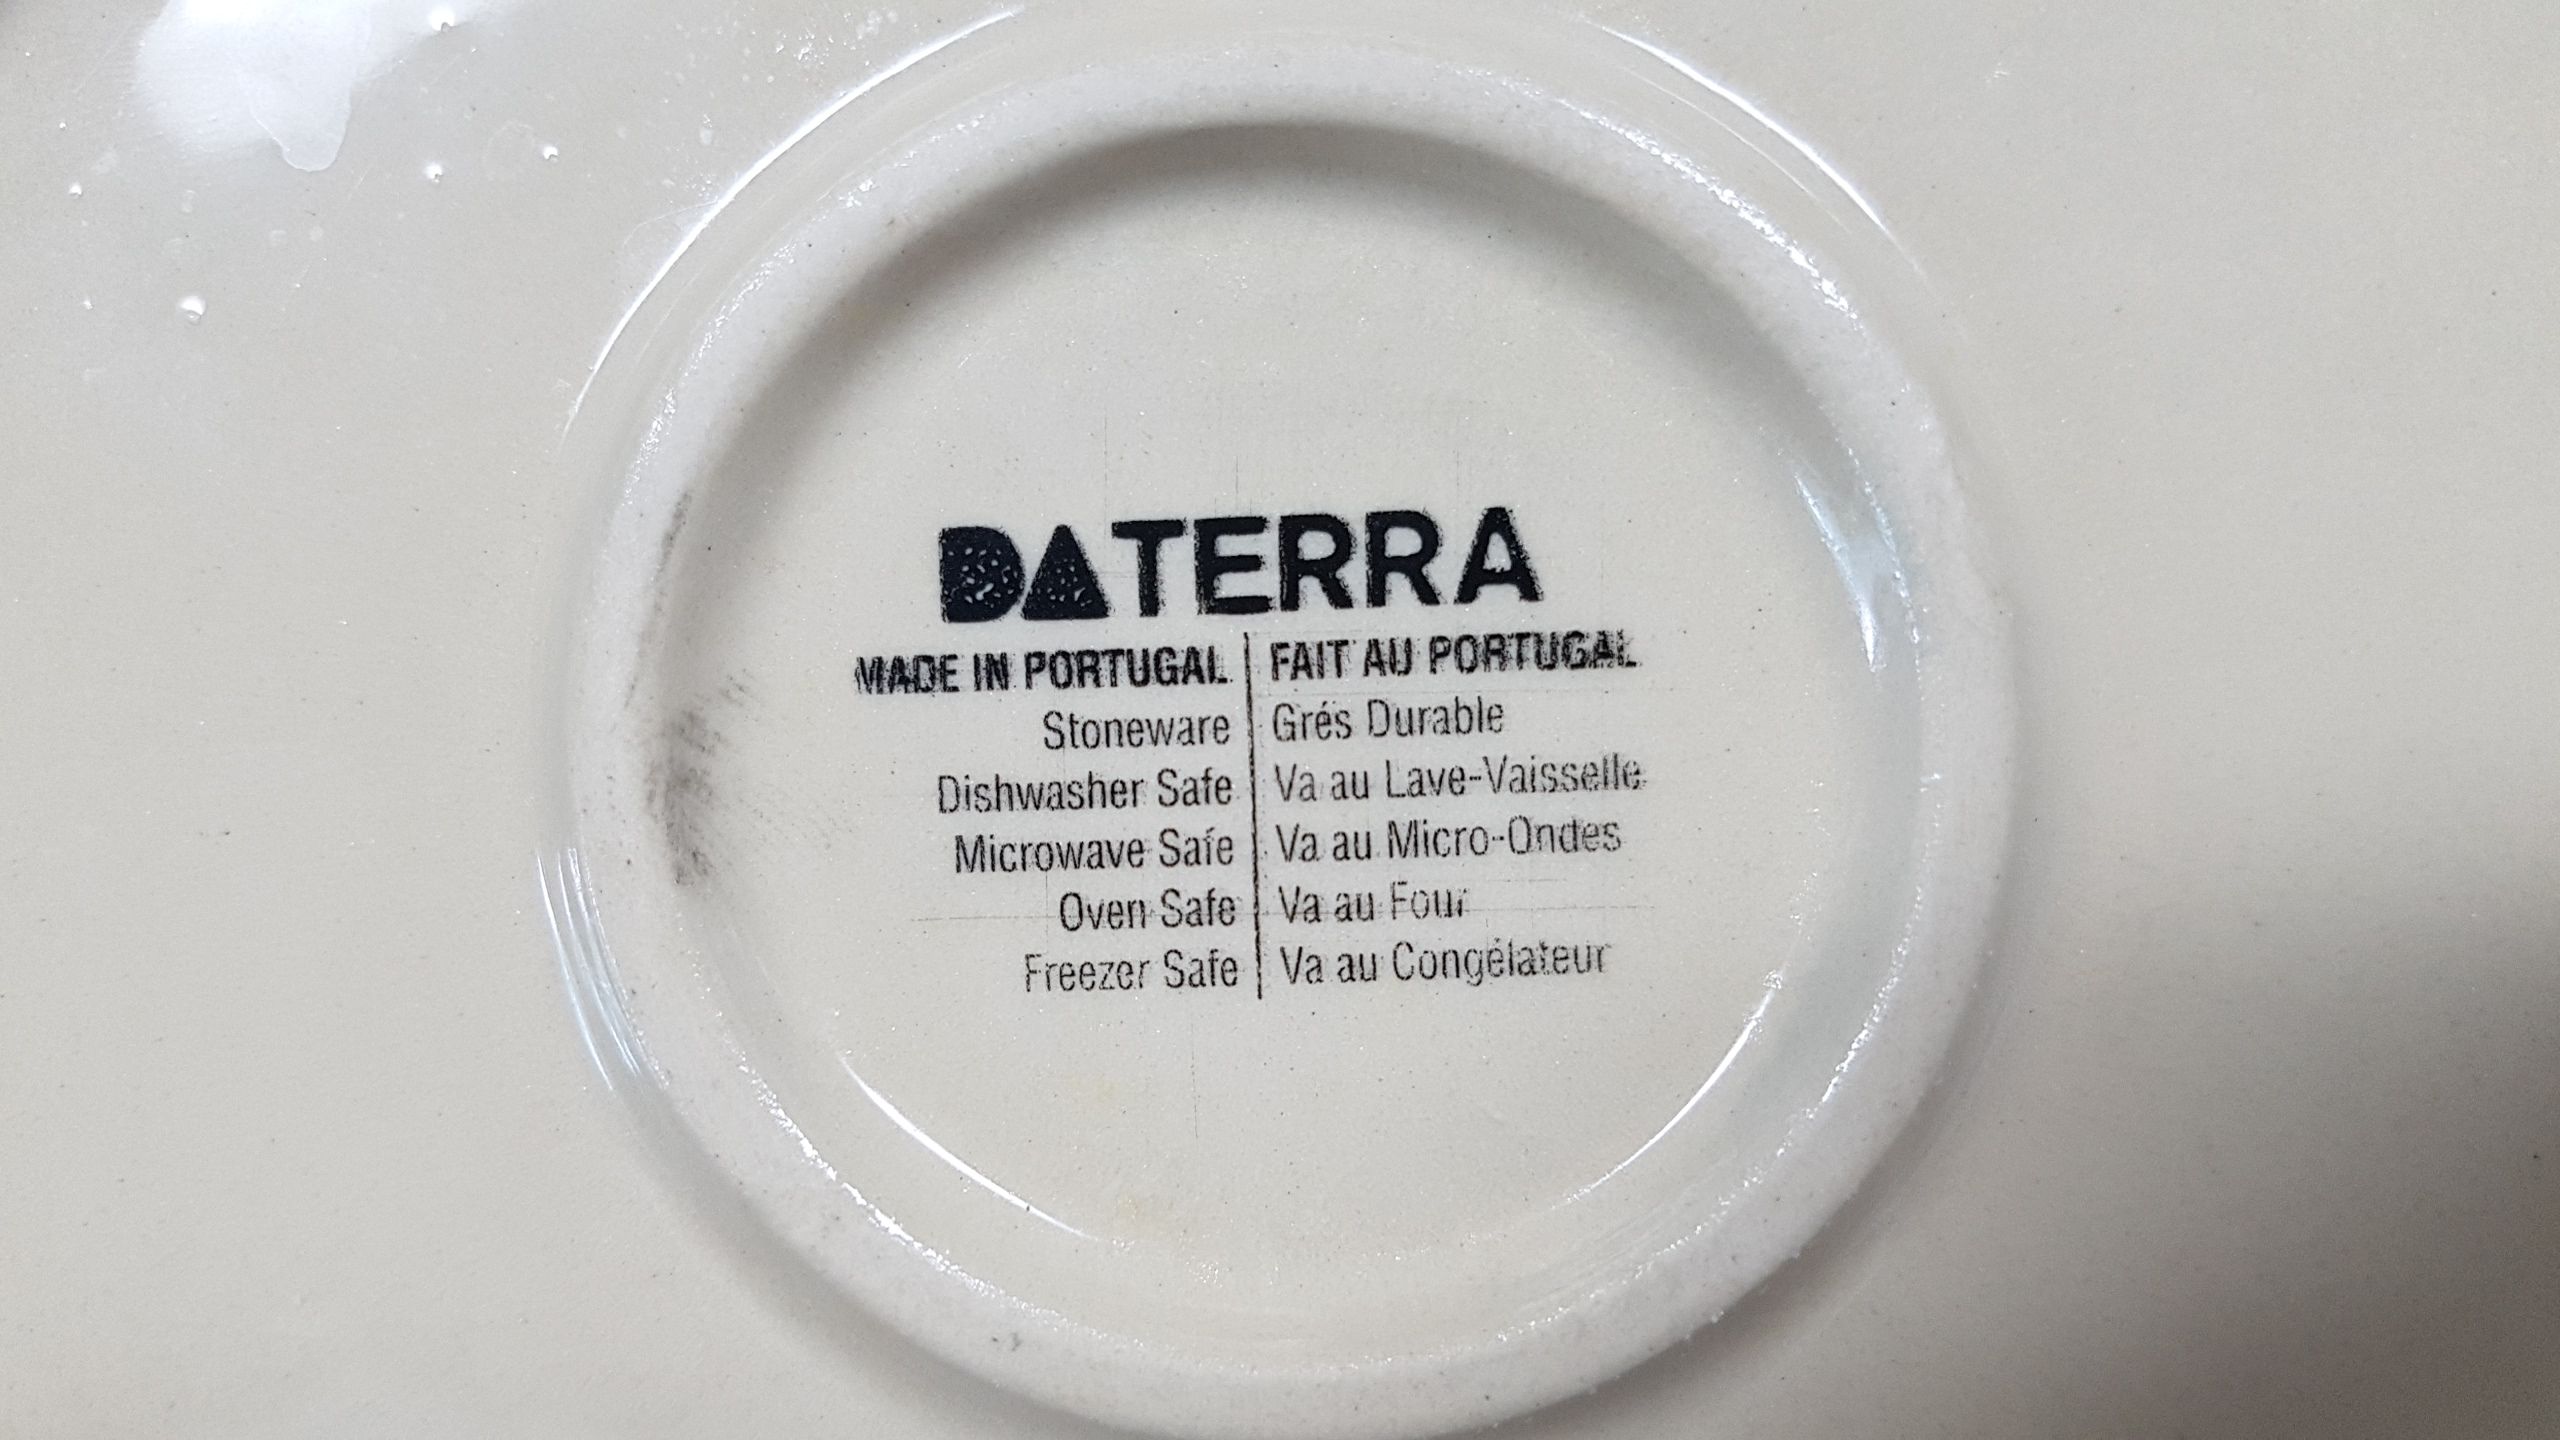 DATERRA
MADE IN PORTUGAL | FAIT AU PORTUGAL
Stoneware | Grés Durable
Dishwasher Safe | Va au Lave-Vaisselle
Microwave Safe | Va au Micro-Ondes
Oven Safe | Va au Four
Freezer Safe | Va au Congélateur